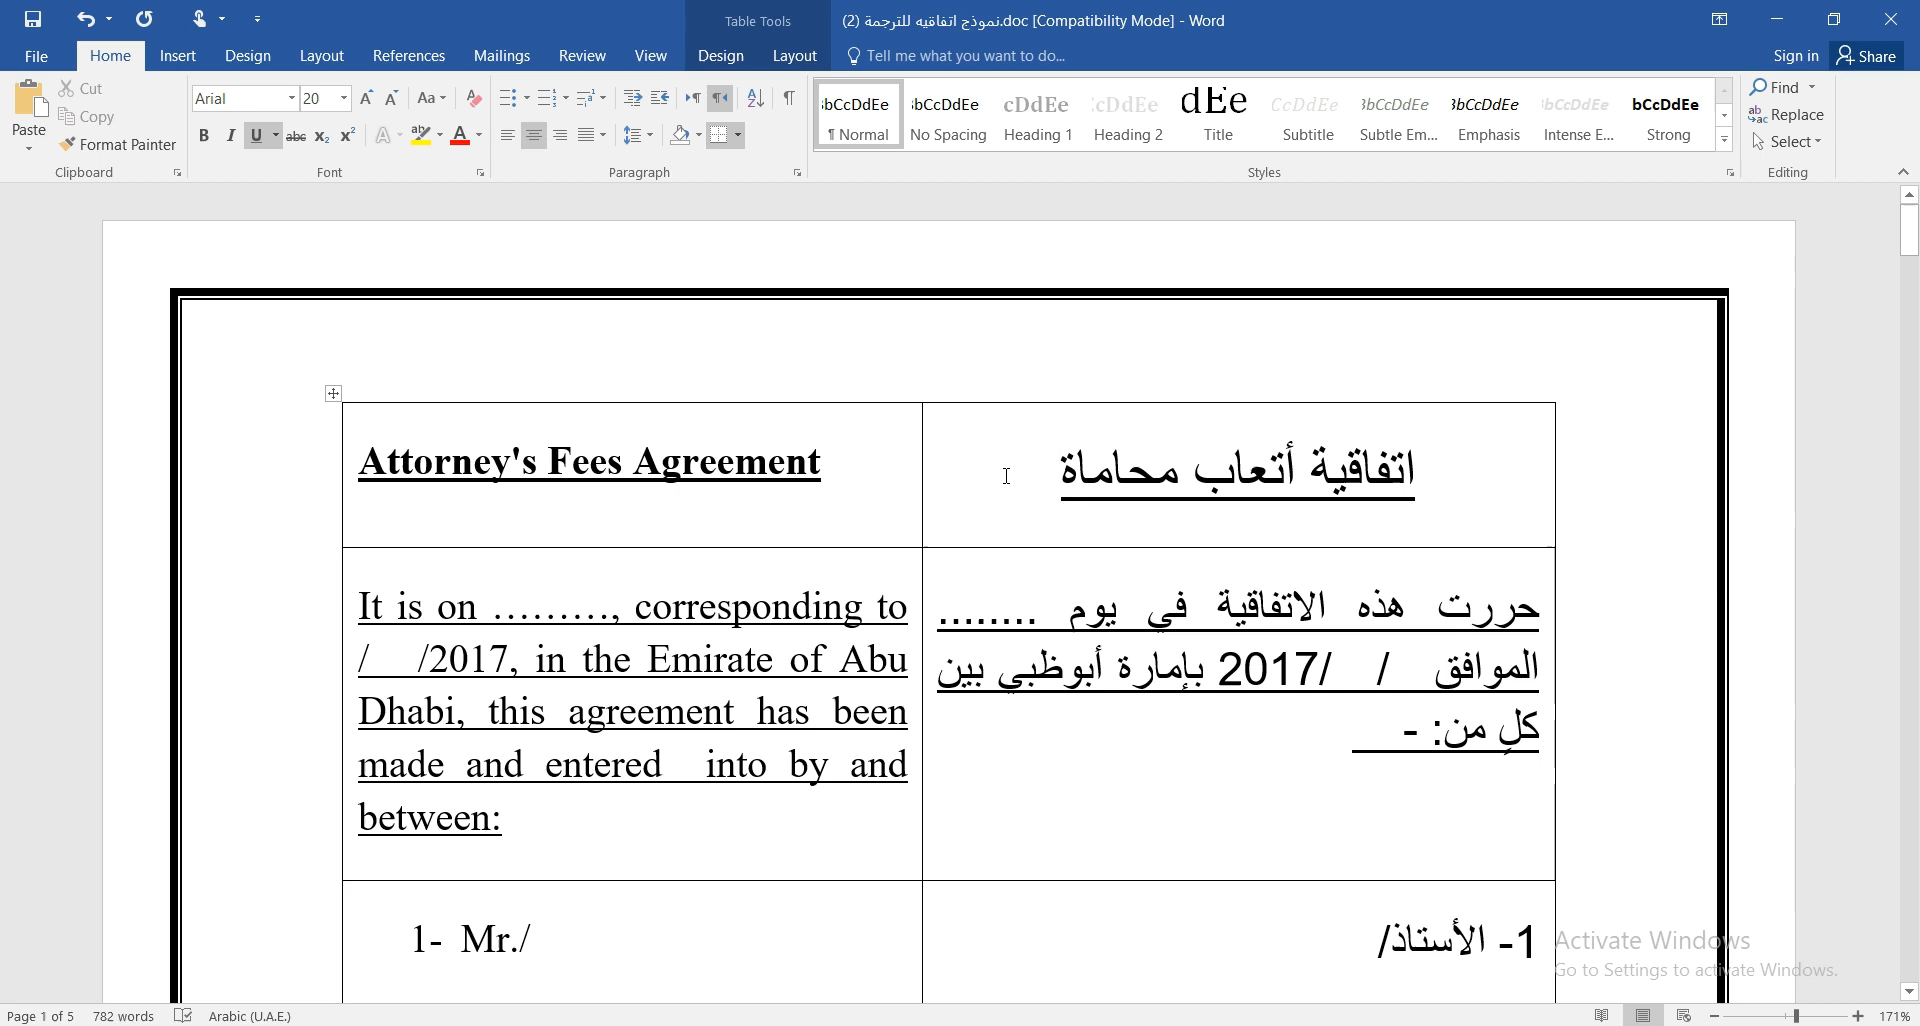 Table Tools
نموذج اتفاقيه للترجمة (2).doc [Compatibility Mode] - Word
File Home Insert Design Layout References Mailings Review View Design Layout Tell me what you want to do... Sign in Share
Paste
Cut
Copy
Format Painter
Clipboard
Arial 20
Font
Paragraph
¶ Normal
No Spacing
Heading 1
Heading 2
Title
Subtitle
Subtle Em...
Emphasis
Intense E...
Strong
Styles
Find
Replace
Select
Editing
Attorney's Fees Agreement
اتفاقية أتعاب محاماة
It is on .........., corresponding to
/ /2017, in the Emirate of Abu
Dhabi, this agreement has been
made and entered into by and
between:
حررت هذه الاتفاقية في يوم ........
الموافق / /2017 بإمارة أبوظبي بين
كلِ من: -
1- Mr./
1- الأستاذ/
Activate Windows
Go to Settings to activate Windows.
Page 1 of 5 782 words Arabic (U.A.E.) 171%